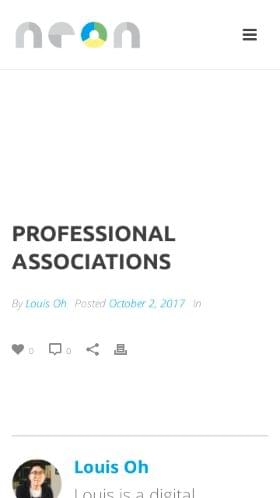 neon
PROFESSIONAL
ASSOCIATIONS
By Louis Oh Posted October 2, 2017 In
0 0
Louis Oh
Louis is a digital